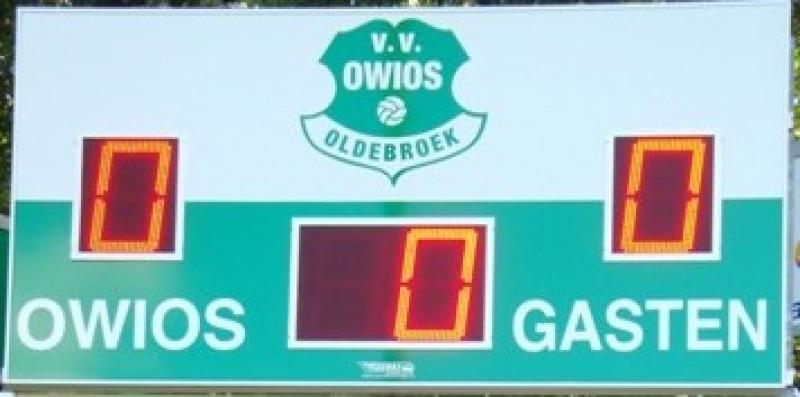 V.V.
OWIOS
OLDEBROEK
0 0
0
OWIOS GASTEN